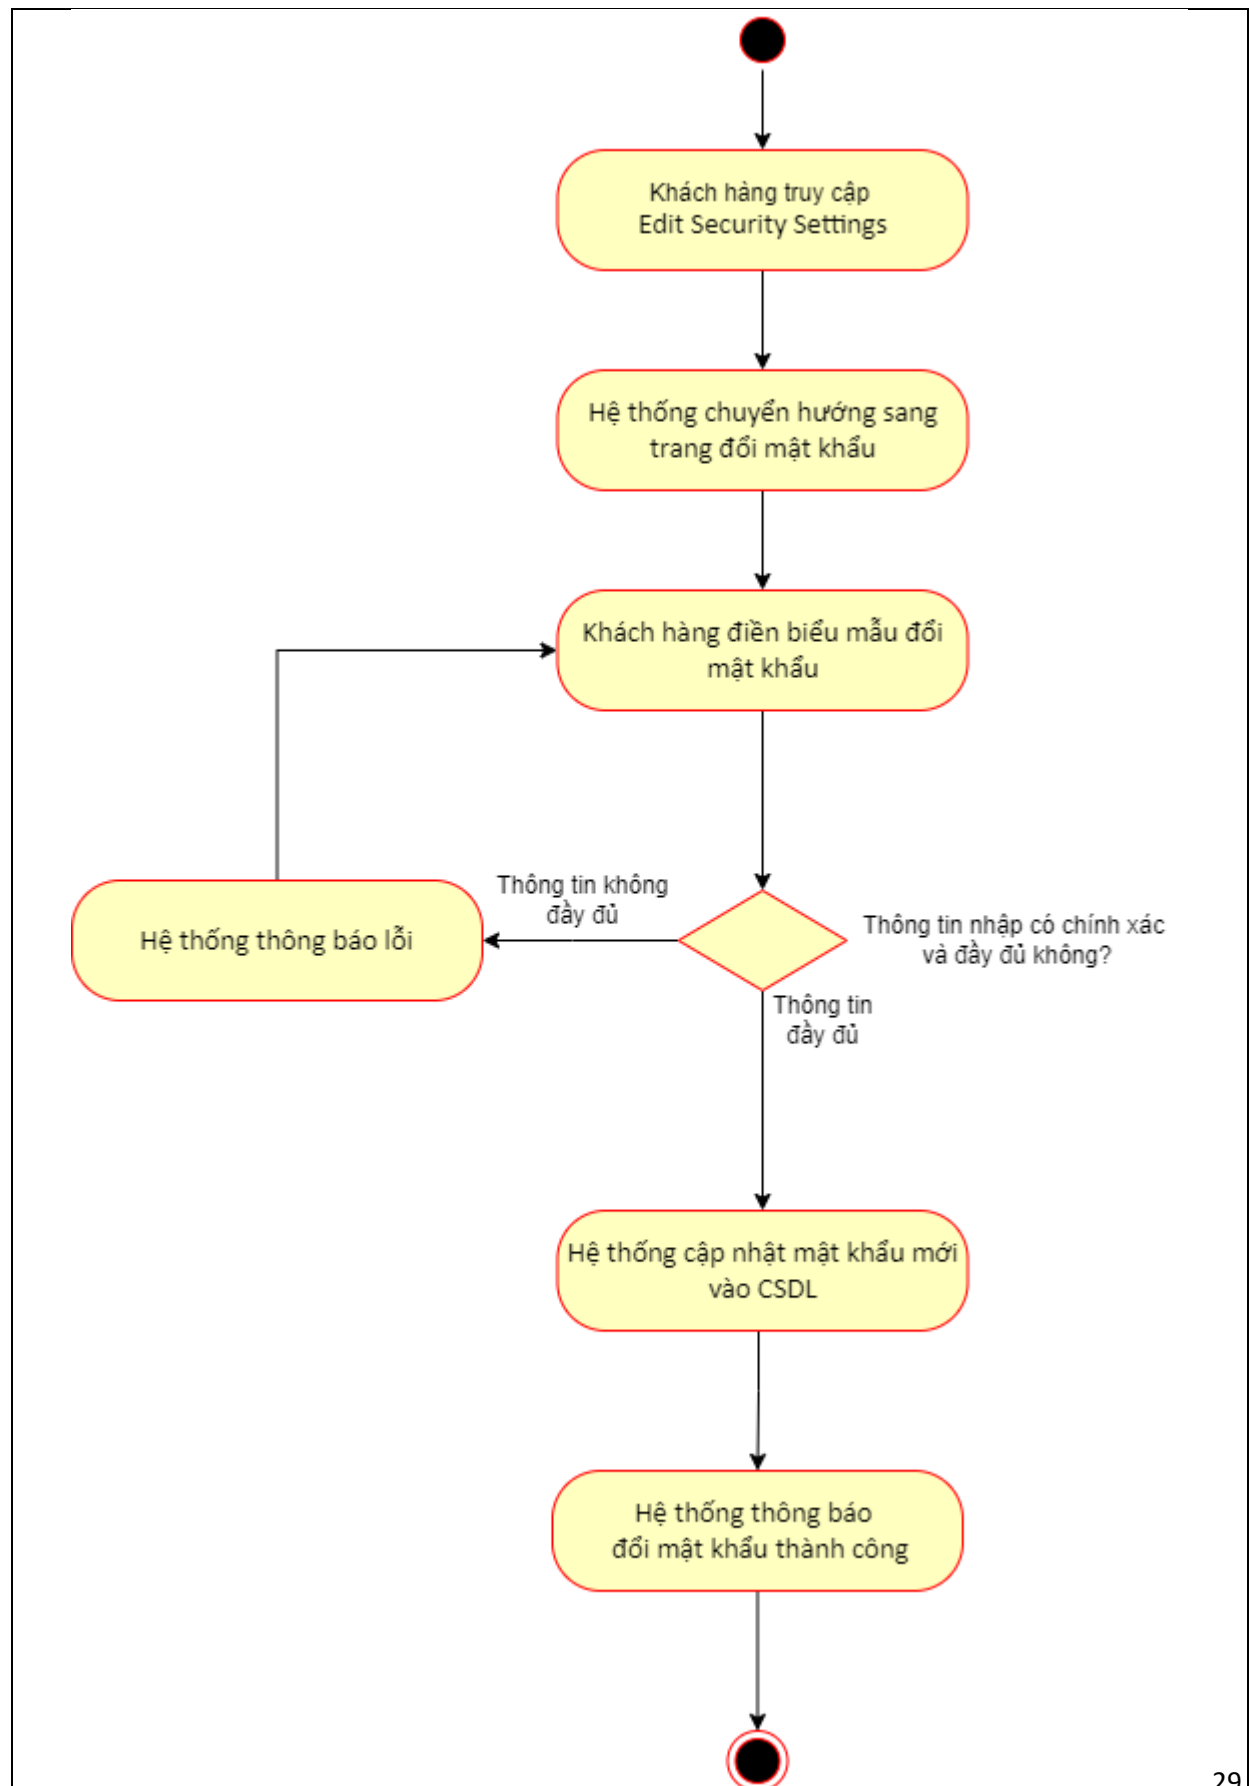 Khách hàng truy cập
Edit Security Settings
Hệ thống chuyển hướng sang
trang đổi mật khẩu
Khách hàng điền biểu mẫu đổi
mật khẩu
Thông tin không
đầy đủ
Hệ thống thông báo lỗi
Thông tin nhập có chính xác
và đầy đủ không?
Thông tin
đầy đủ
Hệ thống cập nhật mật khẩu mới
vào CSDL
Hệ thống thông báo
đổi mật khẩu thành công
29